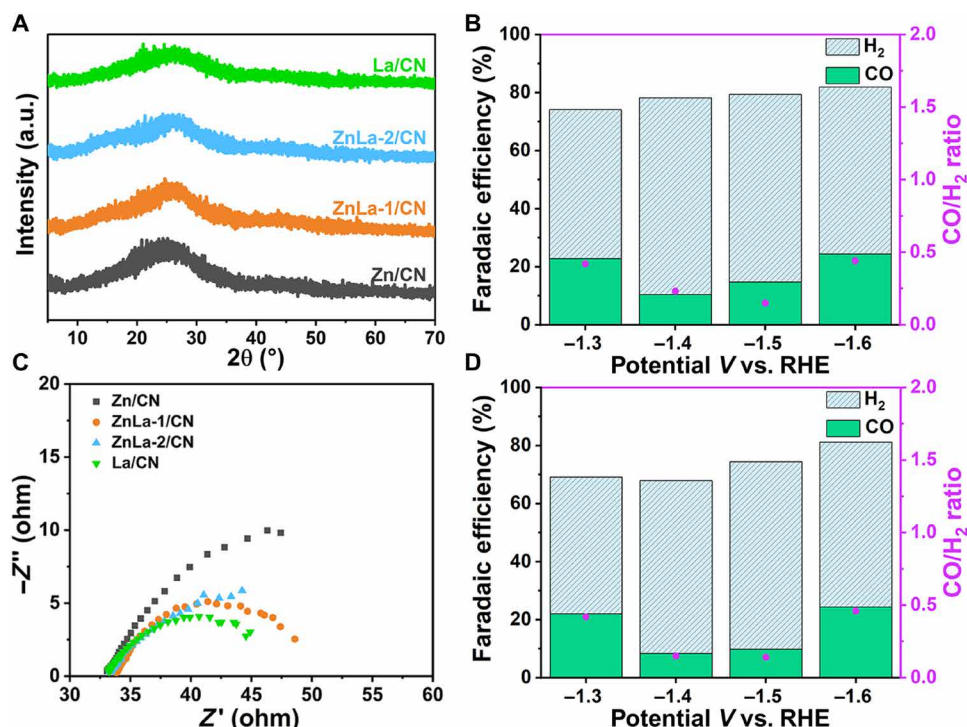 A
Intensity (a.u.)
La/CN
ZnLa-2/CN
ZnLa-1/CN
Zn/CN
5 10 20 30 40 50 60 70
2θ (°)
B
Faradaic efficiency (%)
100
80
60
40
20
0
H₂
CO
2.0
1.5
1.0
0.5
0.0
CO/H₂ ratio
−1.3 −1.4 −1.5 −1.6
Potential V vs. RHE
C
−Z'' (ohm)
20
15
10
5
0
Zn/CN
ZnLa-1/CN
ZnLa-2/CN
La/CN
30 35 40 45 50 55 60
Z' (ohm)
D
Faradaic efficiency (%)
100
80
60
40
20
0
H₂
CO
2.0
1.5
1.0
0.5
0.0
CO/H₂ ratio
−1.3 −1.4 −1.5 −1.6
Potential V vs. RHE